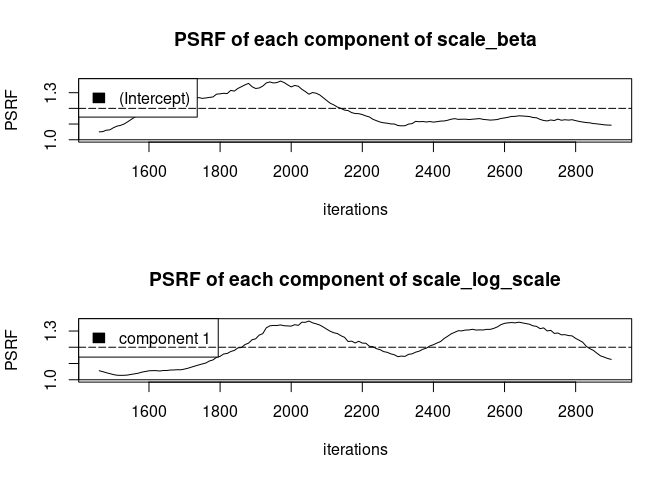 PSRF of each component of scale_beta
PSRF
1.3
1.0
(Intercept)
1600 1800 2000 2200 2400 2600 2800
iterations
PSRF of each component of scale_log_scale
PSRF
1.3
1.0
component 1
1600 1800 2000 2200 2400 2600 2800
iterations